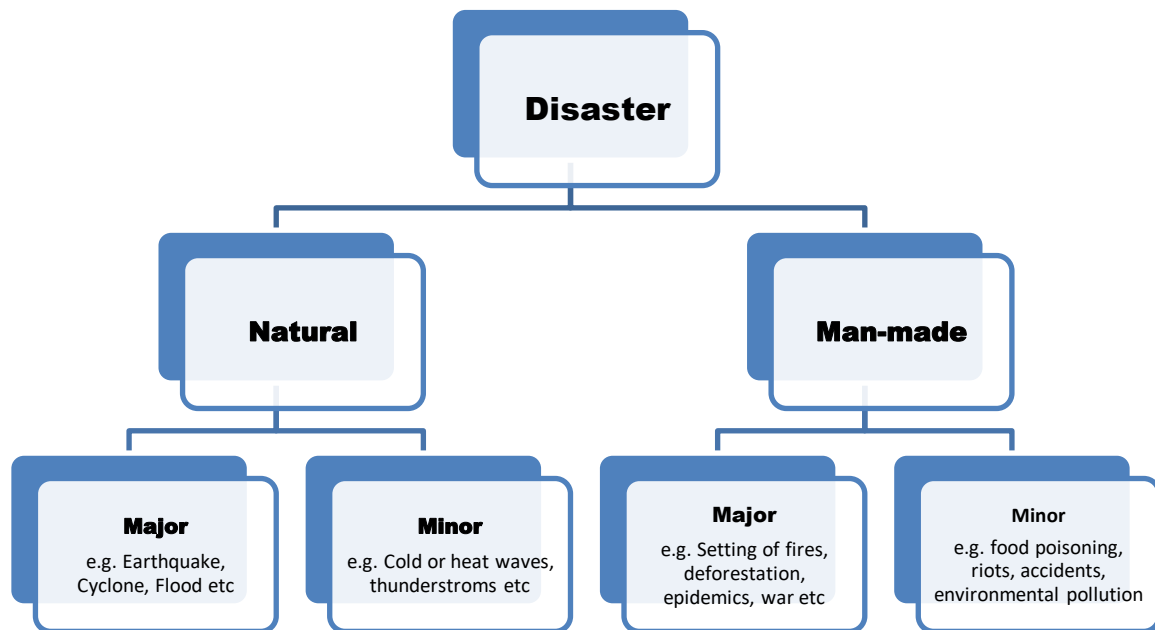 Disaster
Natural
Man-made
Major
e.g. Earthquake,
Cyclone, Flood etc
Minor
e.g. Cold or heat waves,
thunderstroms etc
Major
e.g. Setting of fires,
deforestation,
epidemics, war etc
Minor
e.g. food poisoning,
riots, accidents,
environmental pollution